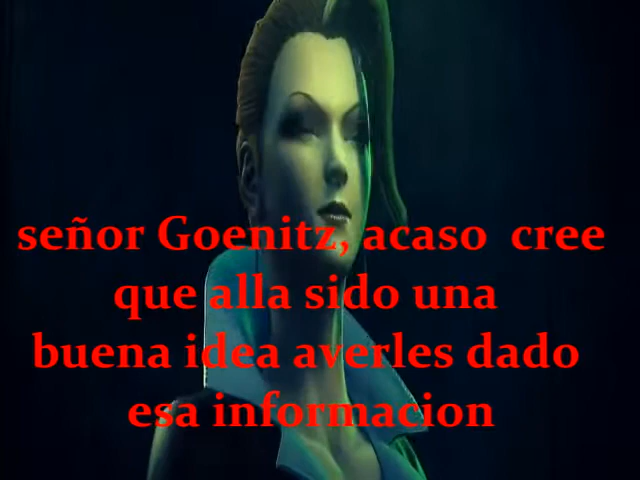 señor Goenitz, acaso cree
que alla sido una
buena idea averles dado
esa informacion